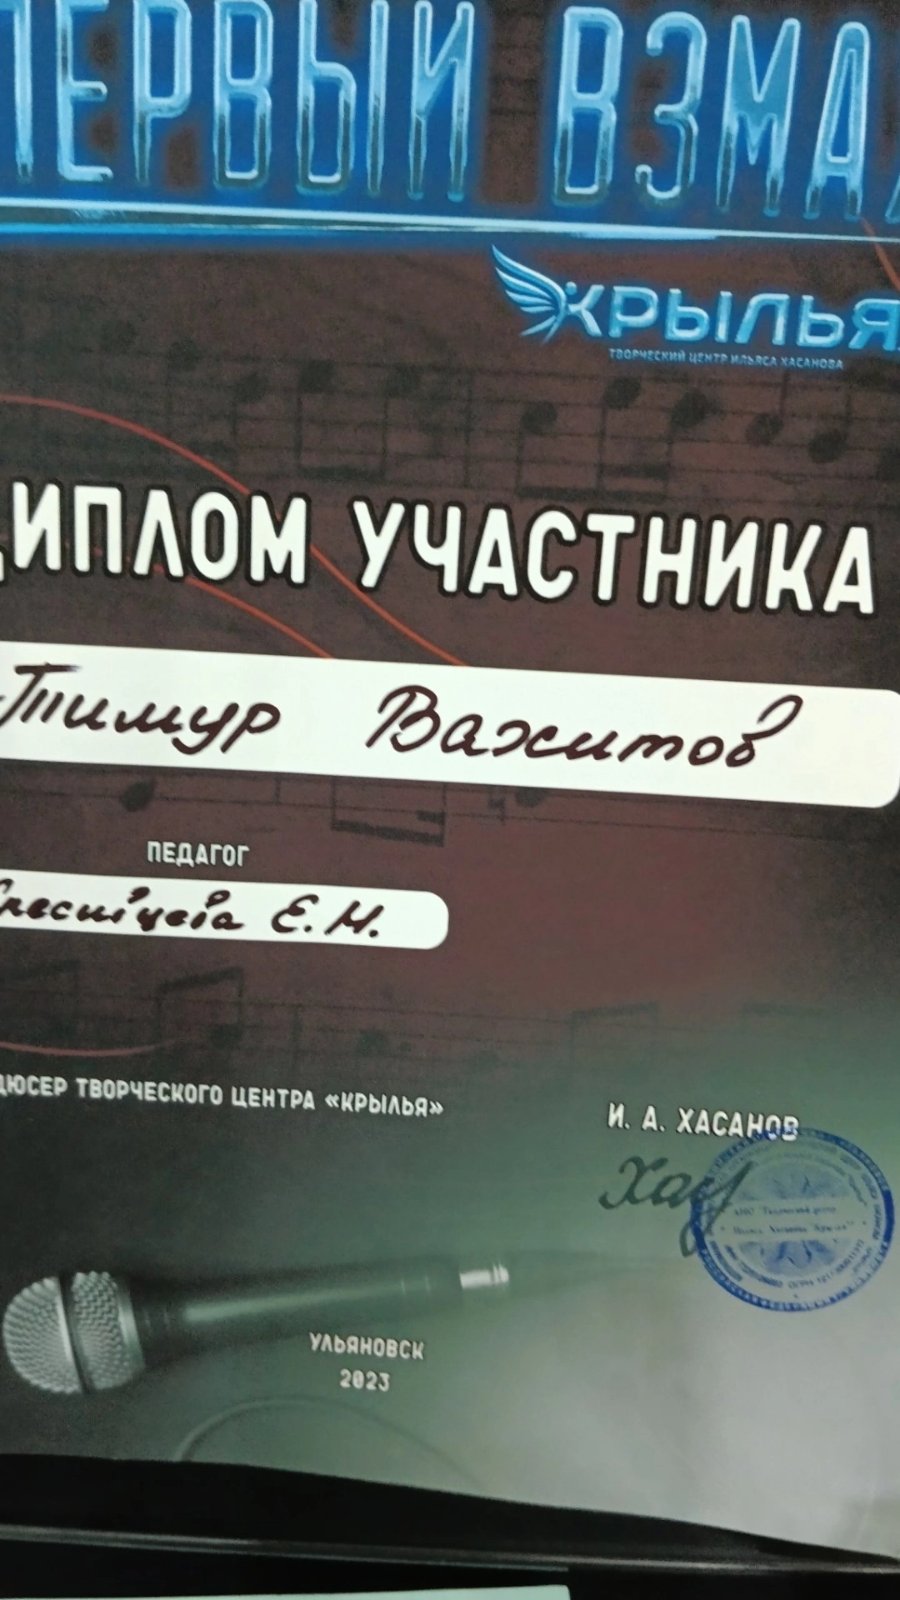 ПЕРВЫЙ ВЗМА
КРЫЛЬЯ
ТВОРЧЕСКИЙ ЦЕНТР ИЛЬЯСА ХАСАНОВА
ДИПЛОМ УЧАСТНИКА
Тимур Вахитов
ПЕДАГОГ
Е. Н.
ДЮСЕР ТВОРЧЕСКОГО ЦЕНТРА «КРЫЛЬЯ»
И. А. ХАСАНОВ
УЛЬЯНОВСК
2023